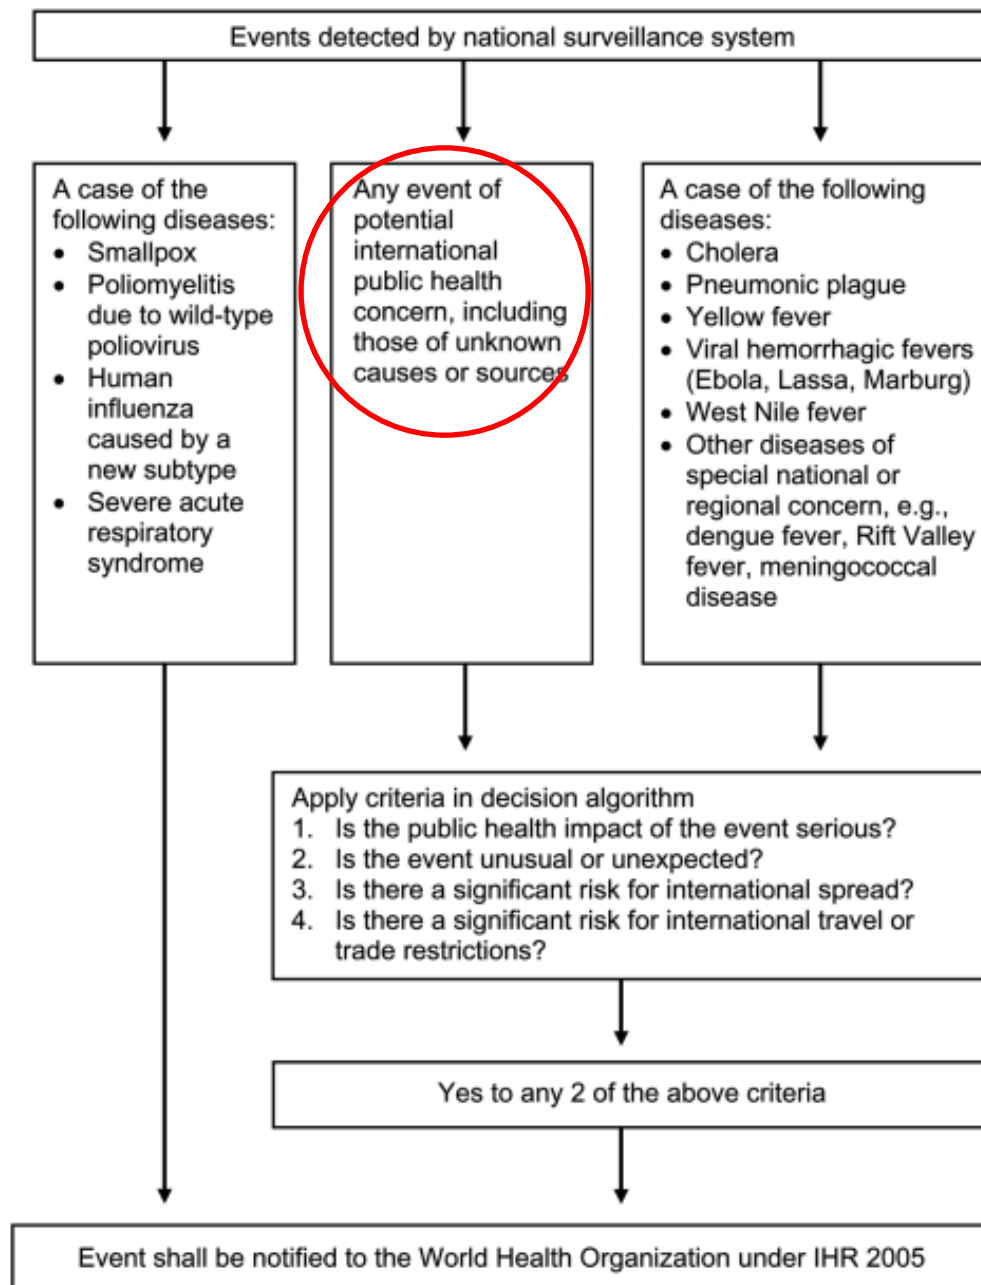 Events detected by national surveillance system
A case of the
following diseases:
• Smallpox
• Poliomyelitis
due to wild-type
poliovirus
• Human
influenza
caused by a
new subtype
• Severe acute
respiratory
syndrome
Any event of
potential
international
public health
concern, including
those of unknown
causes or sources
A case of the following
diseases:
• Cholera
• Pneumonic plague
• Yellow fever
• Viral hemorrhagic fevers
(Ebola, Lassa, Marburg)
• West Nile fever
• Other diseases of
special national or
regional concern, e.g.,
dengue fever, Rift Valley
fever, meningococcal
disease
Apply criteria in decision algorithm
1. Is the public health impact of the event serious?
2. Is the event unusual or unexpected?
3. Is there a significant risk for international spread?
4. Is there a significant risk for international travel or
trade restrictions?
Yes to any 2 of the above criteria
Event shall be notified to the World Health Organization under IHR 2005